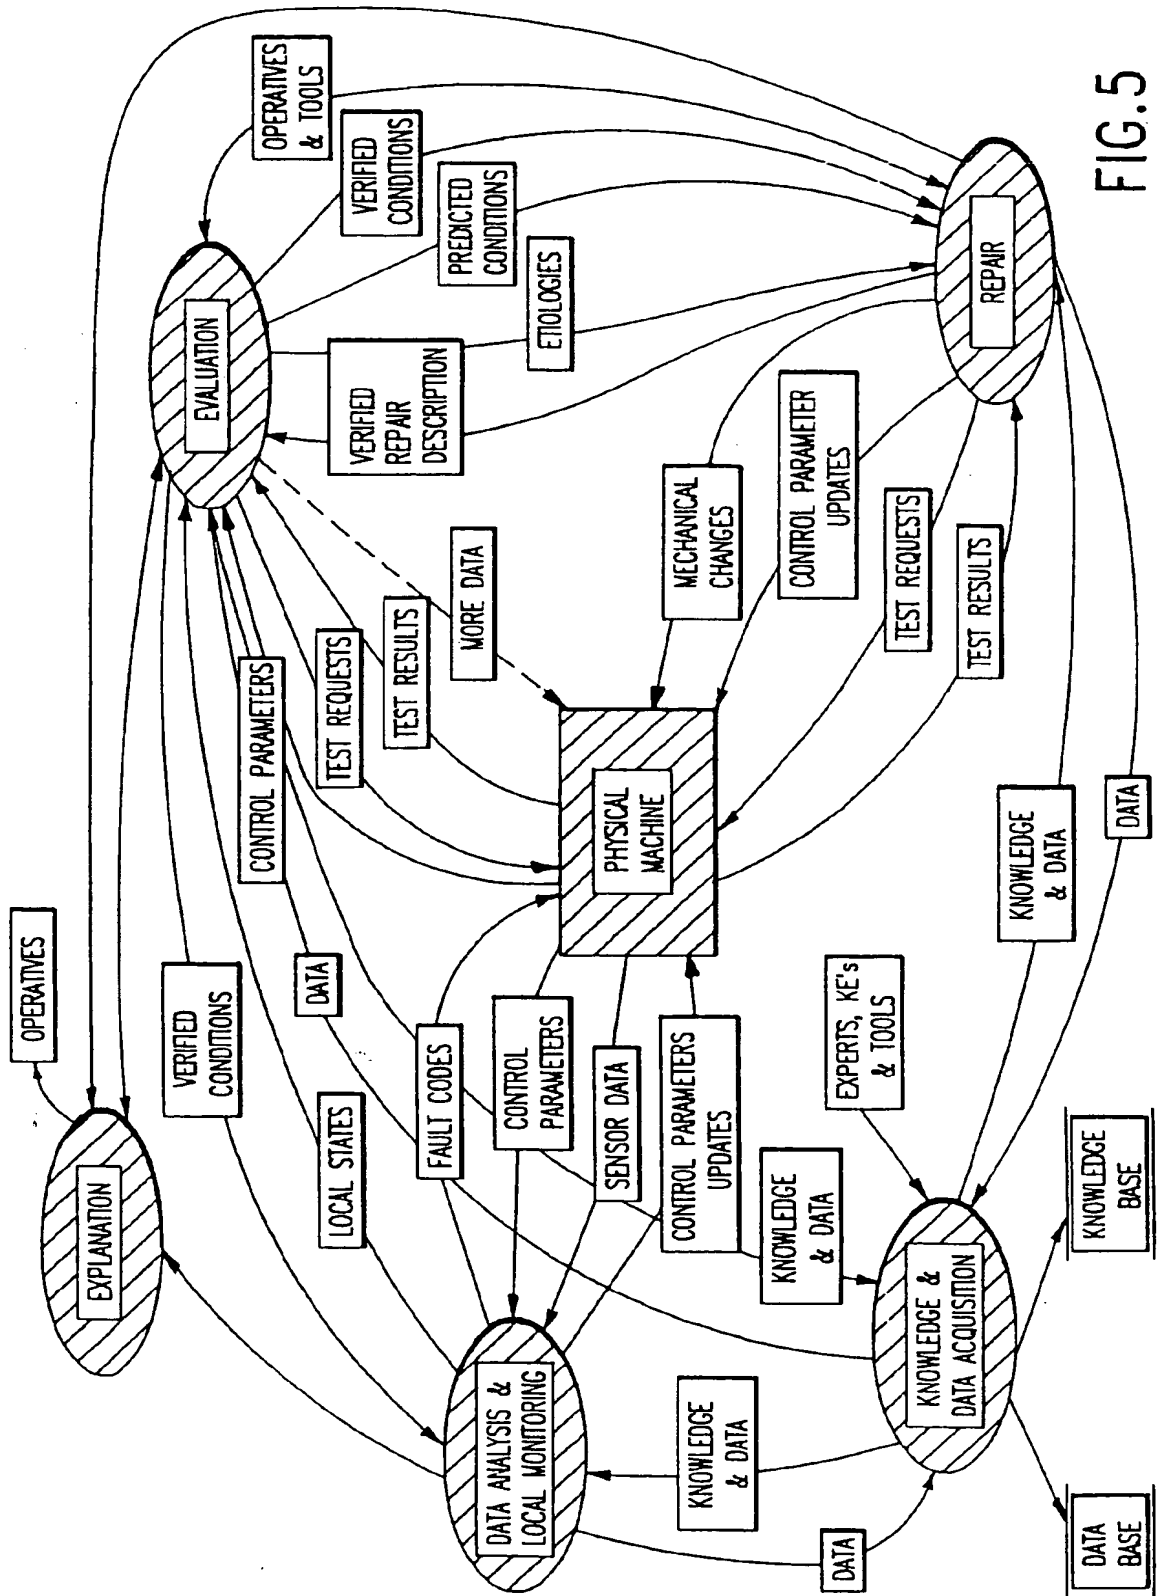 OPERATIVES
EXPLANATION
VERIFIED
CONDITIONS
LOCAL STATES
DATA ANALYSIS &
LOCAL MONITORING
KNOWLEDGE
& DATA
DATA
DATA
BASE
KNOWLEDGE
BASE
KNOWLEDGE &
DATA ACQUISITION
EXPERTS, KE's
& TOOLS
KNOWLEDGE
& DATA
CONTROL PARAMETERS
UPDATES
SENSOR DATA
CONTROL
PARAMETERS
FAULT CODES
DATA
CONTROL PARAMETERS
TEST REQUESTS
TEST RESULTS
MORE DATA
PHYSICAL
MACHINE
EVALUATION
OPERATIVES
& TOOLS
VERIFIED
CONDITIONS
PREDICTED
CONDITIONS
ETIOLOGIES
VERIFIED
REPAIR
DESCRIPTION
MECHANICAL
CHANGES
CONTROL PARAMETER
UPDATES
TEST REQUESTS
TEST RESULTS
REPAIR
KNOWLEDGE
& DATA
DATA
FIG.5